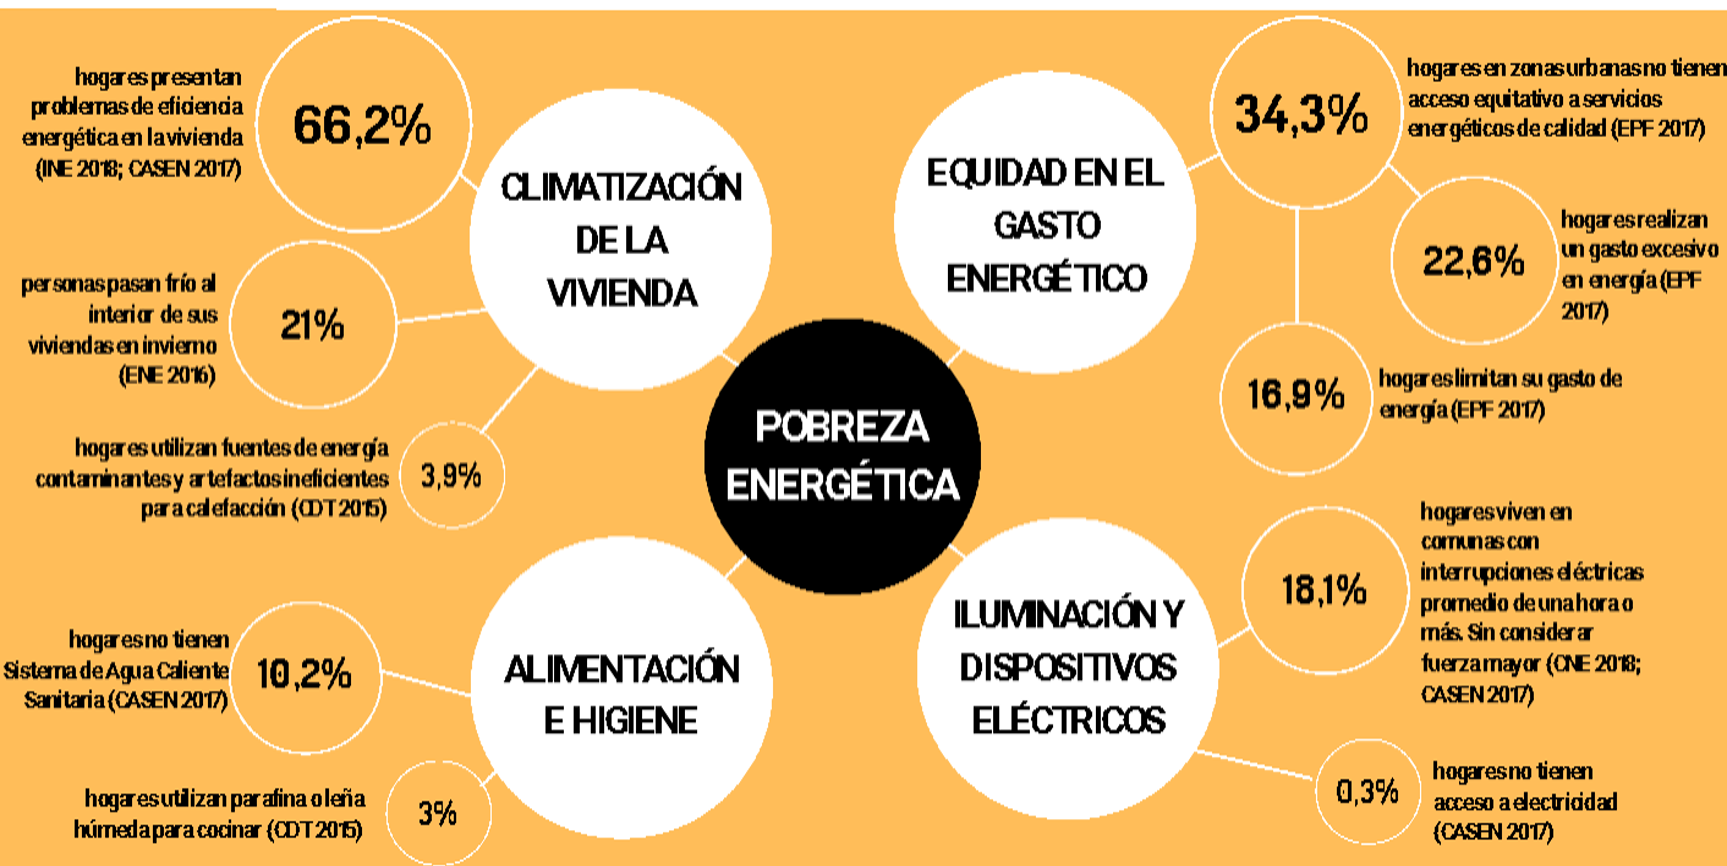 hogares presentan
problemas de eficiencia
energética en la vivienda
(INE 2018; CASEN 2017)
66,2%
personas pasan frío al
interior de sus
viviendas en invierno
(ENE 2016)
21%
hogares utilizan fuentes de energía
contaminantes y artefactos ineficientes
para calefacción (CDT 2015)
3,9%
CLIMATIZACIÓN
DE LA
VIVIENDA
EQUIDAD EN EL
GASTO
ENERGÉTICO
34,3%
hogares en zonas urbanas no tienen
acceso equitativo a servicios
energéticos de calidad (EPF 2017)
22,6%
hogares realizan
un gasto excesivo
en energía (EPF
2017)
16,9%
hogares limitan su gasto de
energía (EPF 2017)
POBREZA
ENERGÉTICA
hogares no tienen
Sistema de Agua Caliente
Sanitaria (CASEN 2017)
10,2%
hogares utilizan parafina o leña
húmeda para cocinar (CDT 2015)
3%
ALIMENTACIÓN
E HIGIENE
ILUMINACIÓN Y
DISPOSITIVOS
ELÉCTRICOS
18,1%
hogares viven en
comunas con
interrupciones eléctricas
promedio de una hora o
más. Sin considerar
fuerza mayor (CNE 2018;
CASEN 2017)
0,3%
hogares no tienen
acceso a electricidad
(CASEN 2017)